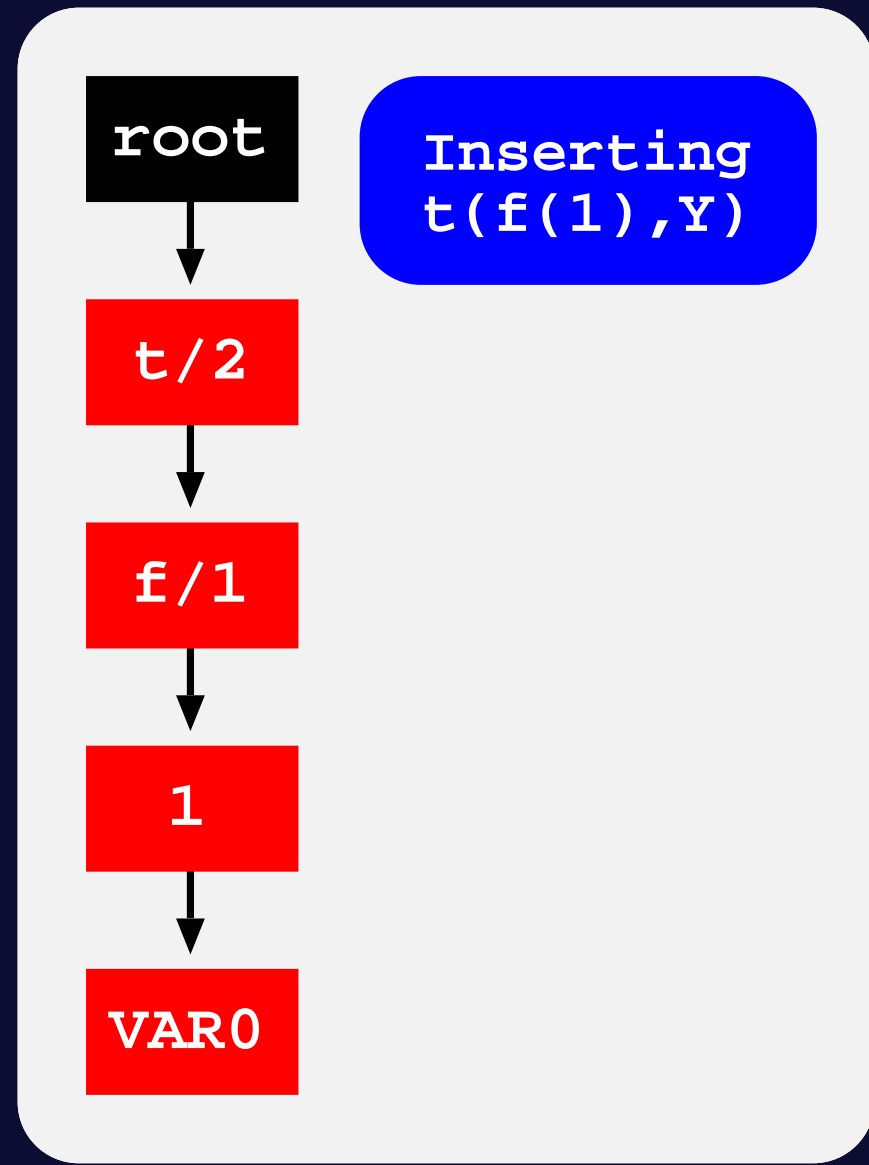 root
Inserting
t(f(1),Y)
t/2
f/1
1
VAR0